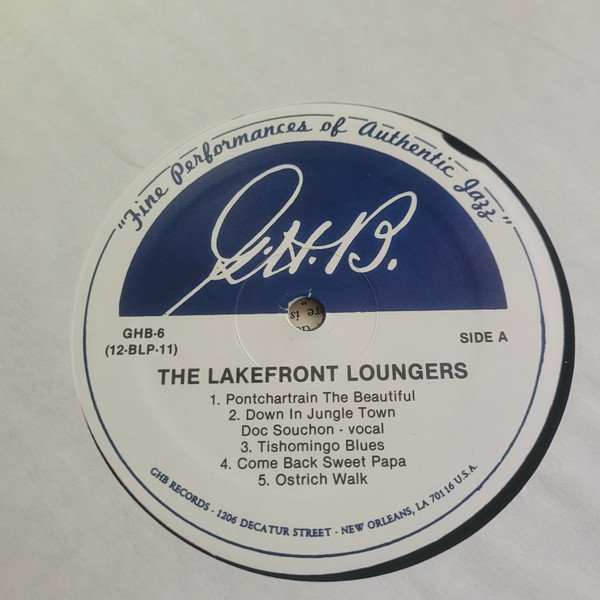 "Fine Performances of Authentic Jazz"
G.H.B.
GHB-6
(12-BLP-11)
SIDE A
THE LAKEFRONT LOUNGERS
1. Pontchartrain The Beautiful
2. Down In Jungle Town
Doc Souchon - vocal
3. Tishomingo Blues
4. Come Back Sweet Papa
5. Ostrich Walk
GHB RECORDS - 1206 DECATUR STREET - NEW ORLEANS, LA 70116 U.S.A.